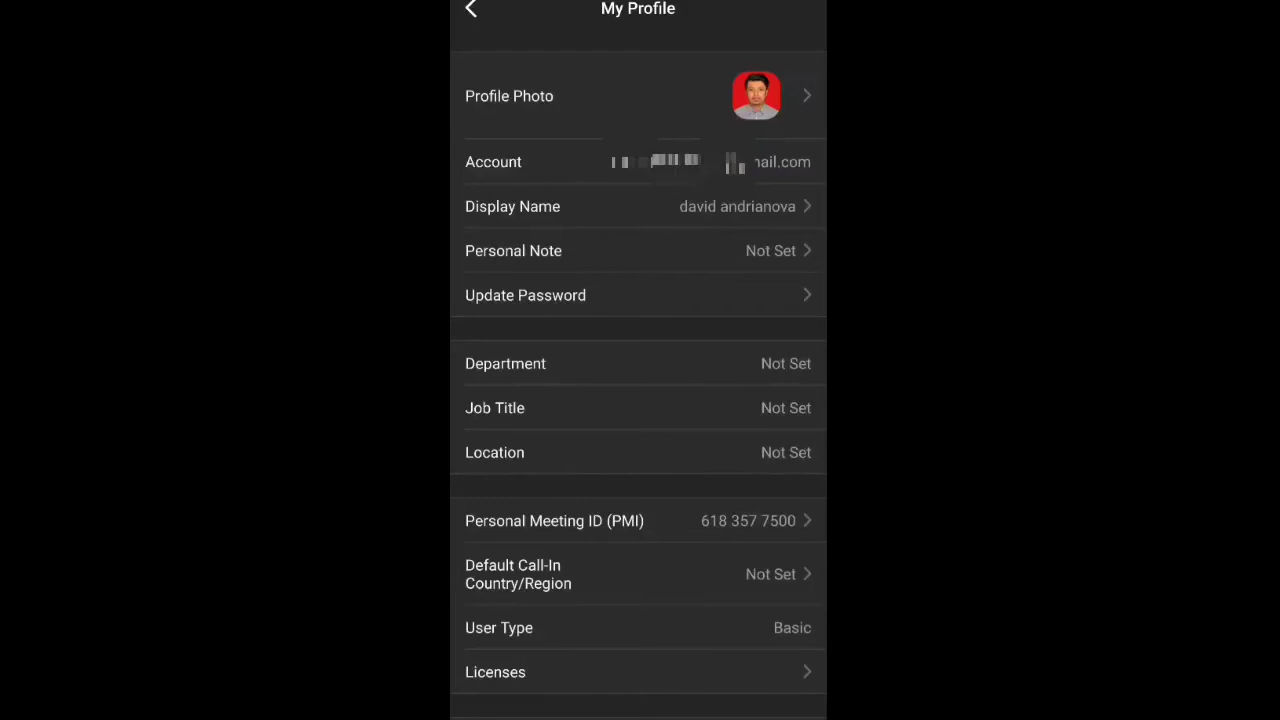 My Profile
Profile Photo
Account mail.com
Display Name david andrianova
Personal Note Not Set
Update Password
Department Not Set
Job Title Not Set
Location Not Set
Personal Meeting ID (PMI) 618 357 7500
Default Call-In
Country/Region Not Set
User Type Basic
Licenses